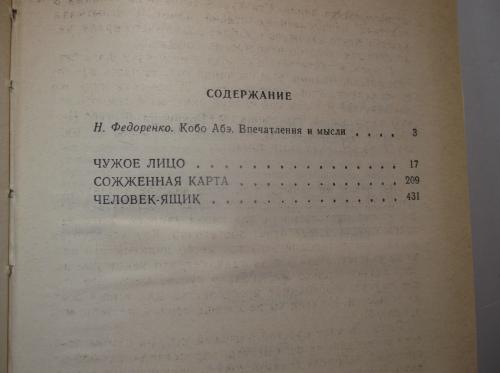 СОДЕРЖАНИЕ
Н. Федоренко. Кобо Абэ. Впечатления и мысли . . . . 3
ЧУЖОЕ ЛИЦО . . . . . . . . . . . . . . 17
СОЖЖЕННАЯ КАРТА . . . . . . . . . . . . 209
ЧЕЛОВЕК-ЯЩИК . . . . . . . . . . . . . . 431